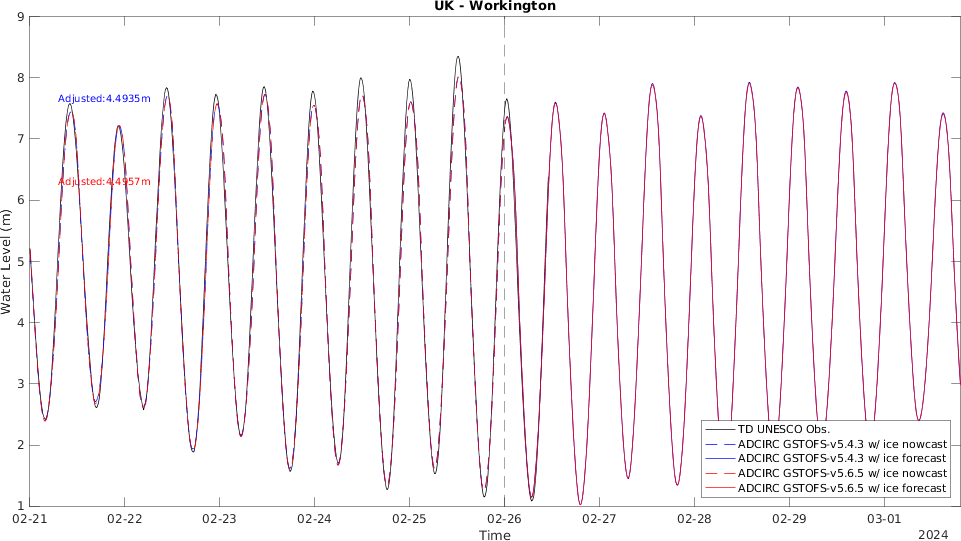 UK - Workington
9
8
7
6
5
4
3
2
1
Water Level (m)
Adjusted:4.4935m
Adjusted:4.4957m
TD UNESCO Obs.
ADCIRC GSTOFS-v5.4.3 w/ ice nowcast
ADCIRC GSTOFS-v5.4.3 w/ ice forecast
ADCIRC GSTOFS-v5.6.5 w/ ice nowcast
ADCIRC GSTOFS-v5.6.5 w/ ice forecast
02-21 02-22 02-23 02-24 02-25 02-26 02-27 02-28 02-29 03-01
Time
2024